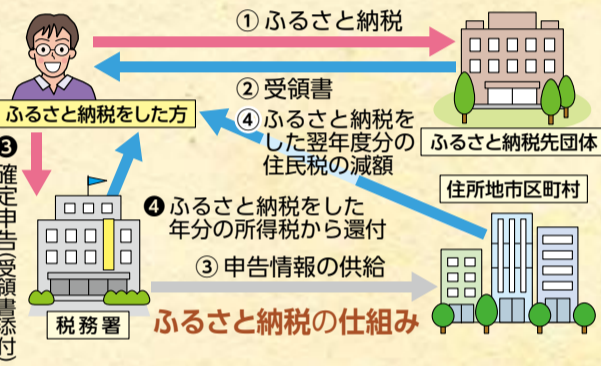 ① ふるさと納税
② 受領書
ふるさと納税をした方
④ ふるさと納税を
した翌年度分の
住民税の減額
ふるさと納税先団体
❸ 確定申告(受領書添付)
住所地市区町村
❹ ふるさと納税をした
年分の所得税から還付
③ 申告情報の供給
税務署
ふるさと納税の仕組み